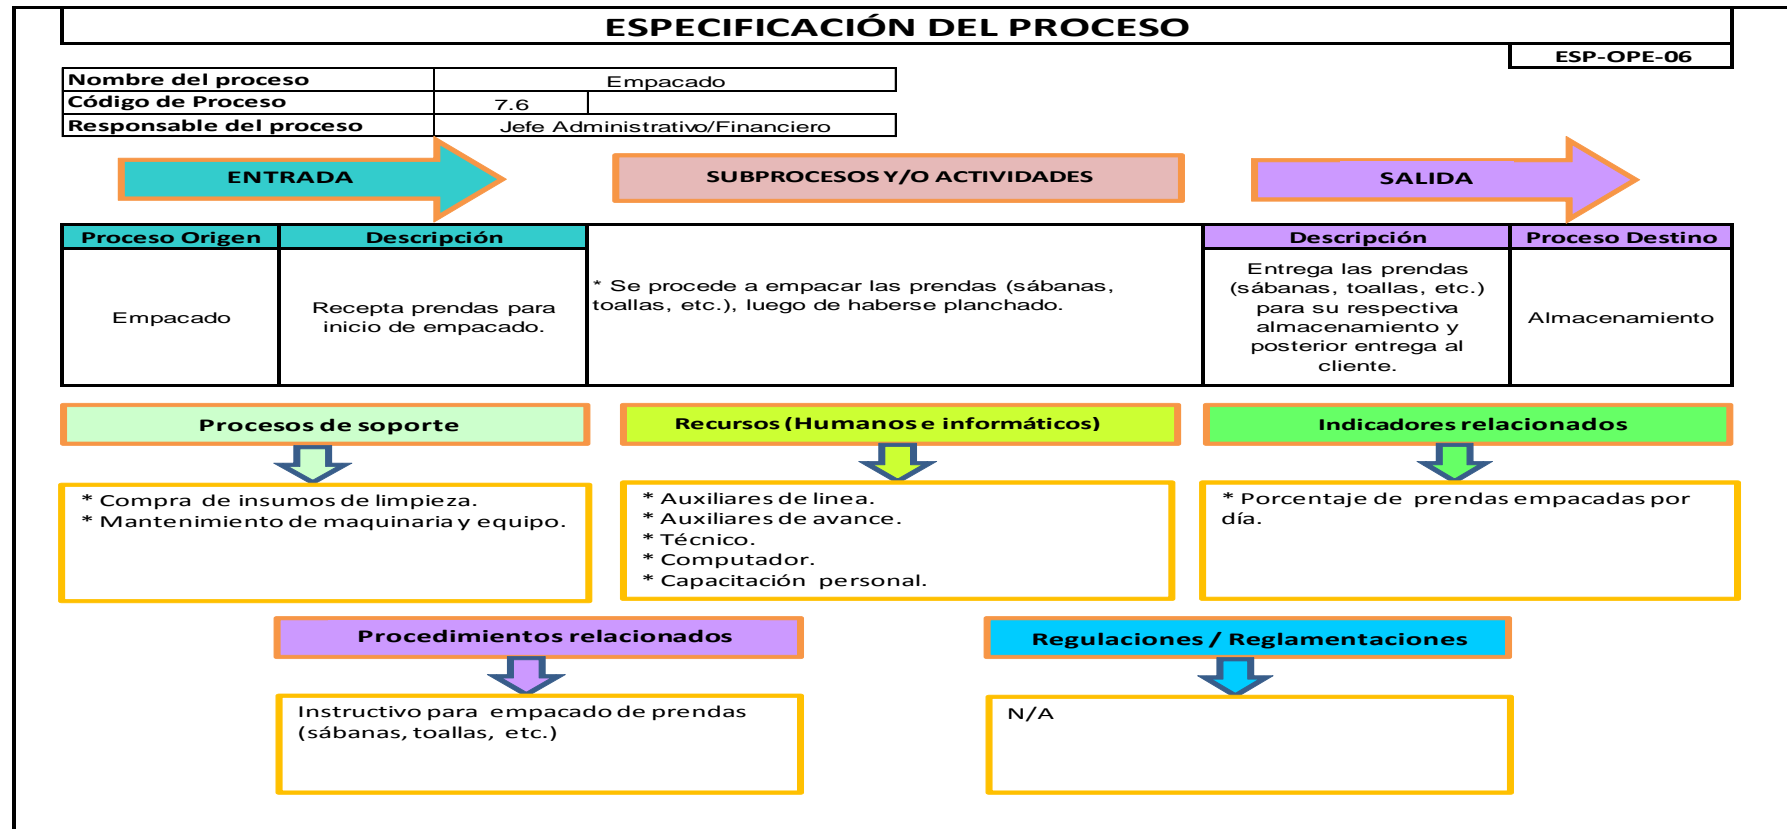 ESPECIFICACIÓN DEL PROCESO
ESP-OPE-06
Nombre del proceso Empacado
Código de Proceso 7.6
Responsable del proceso Jefe Administrativo/Financiero
ENTRADA
SUBPROCESOS Y/O ACTIVIDADES
SALIDA
Proceso Origen Descripción
Empacado
Recepta prendas para
inicio de empacado.
* Se procede a empacar las prendas (sábanas,
toallas, etc.), luego de haberse planchado.
Descripción Proceso Destino
Entrega las prendas
(sábanas, toallas, etc.)
para su respectiva
almacenamiento y
posterior entrega al
cliente.
Almacenamiento
Procesos de soporte
* Compra de insumos de limpieza.
* Mantenimiento de maquinaria y equipo.
Recursos (Humanos e informáticos)
* Auxiliares de linea.
* Auxiliares de avance.
* Técnico.
* Computador.
* Capacitación personal.
Indicadores relacionados
* Porcentaje de prendas empacadas por
día.
Procedimientos relacionados
Instructivo para empacado de prendas
(sábanas, toallas, etc.)
Regulaciones / Reglamentaciones
N/A